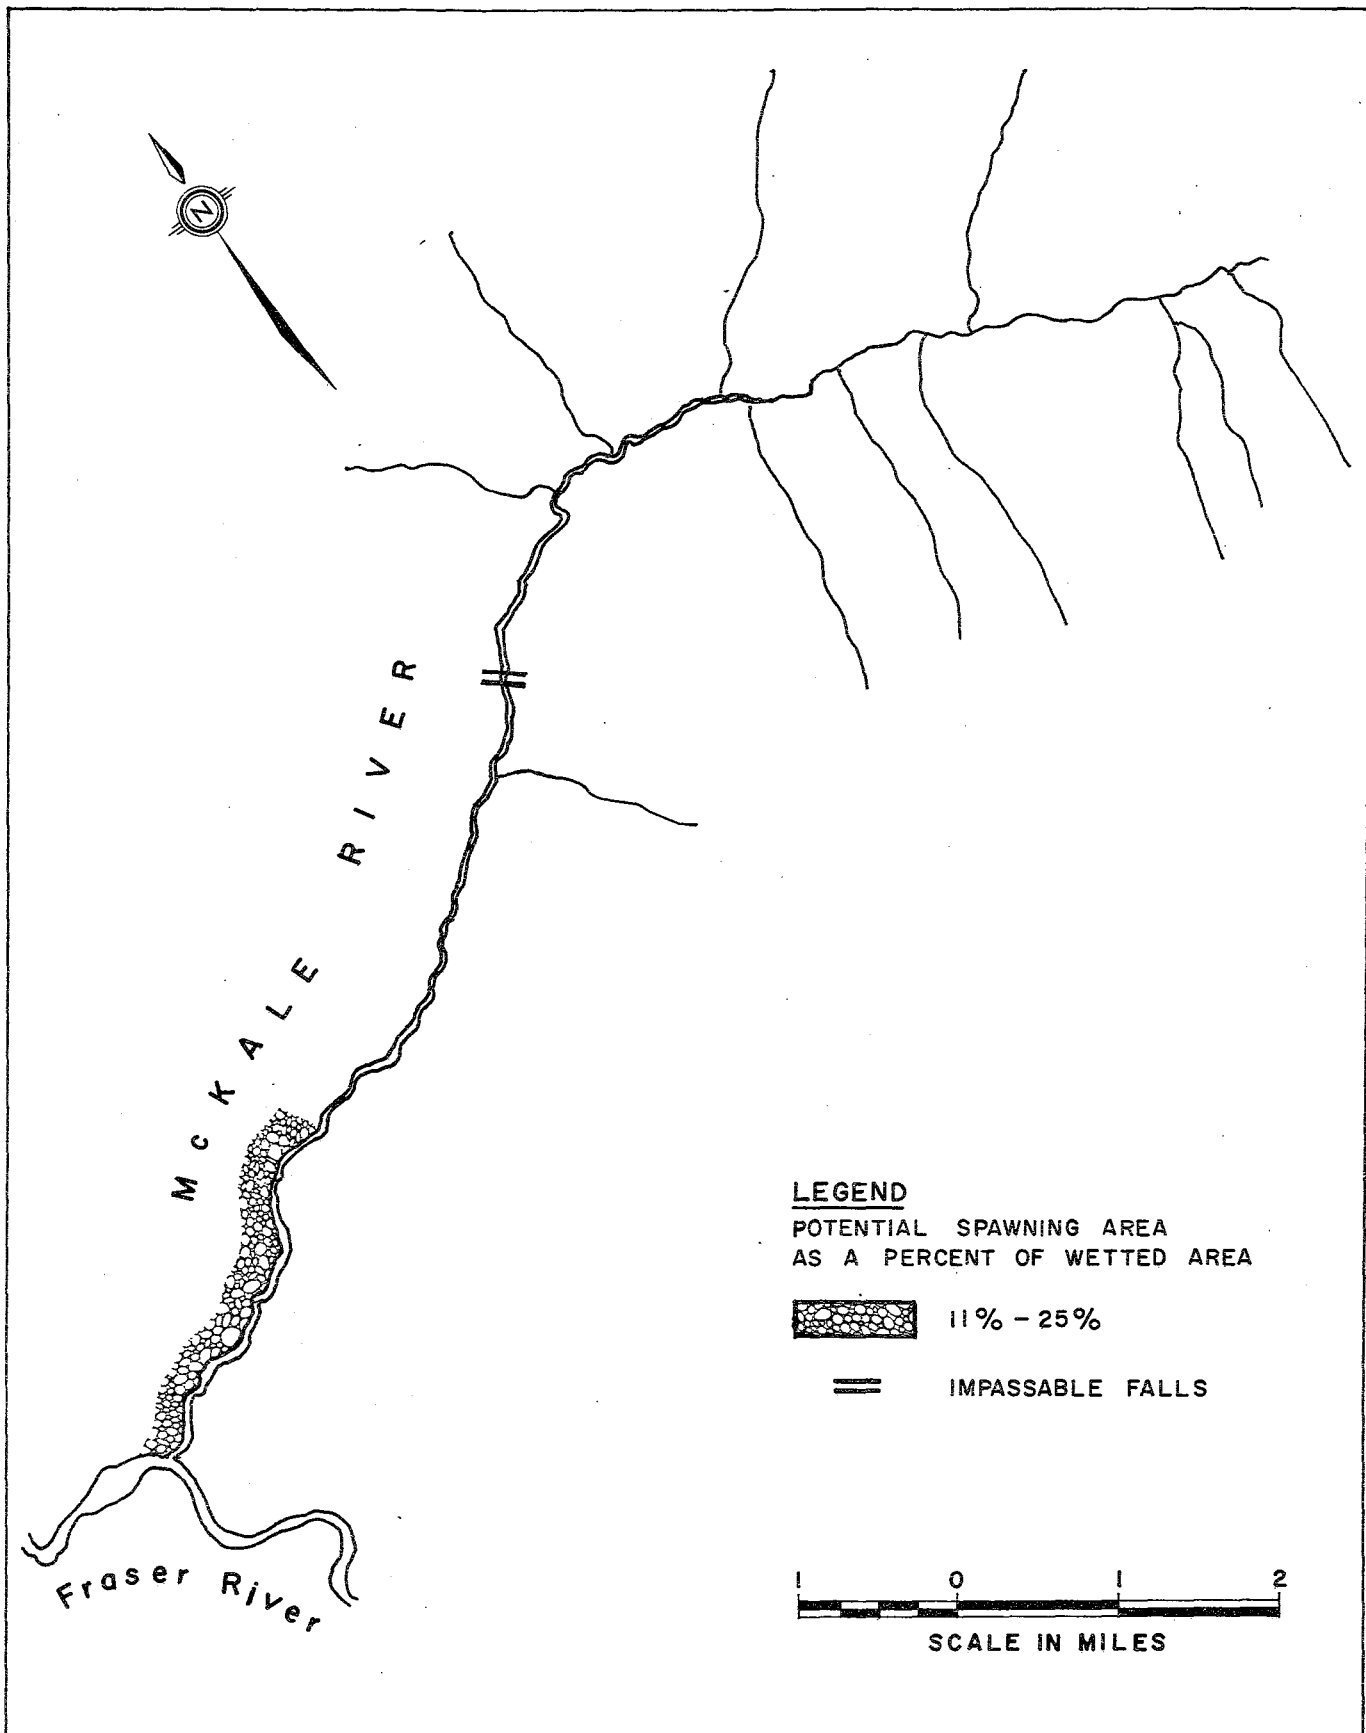 N
McKALE RIVER
LEGEND
POTENTIAL SPAWNING AREA
AS A PERCENT OF WETTED AREA
11% - 25%
IMPASSABLE FALLS
Fraser River
1 0 1 2
SCALE IN MILES